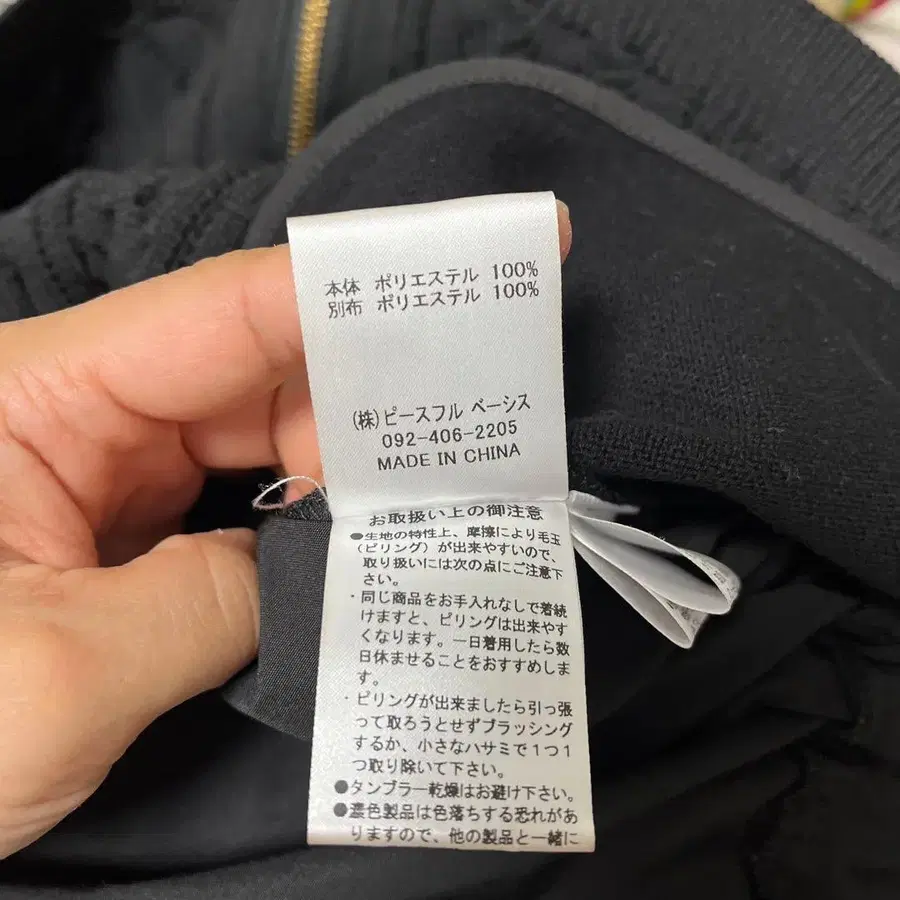 本体 ポリエステル 100%
別布 ポリエステル 100%
(株)ピースフル ベーシス
092-406-2205
MADE IN CHINA
お取扱い上の御注意
●生地の特性上、摩擦により毛玉
(ピリング)が出来やすいので、
取り扱いには次の点にご注意下
さい。
・同じ商品をお手入れなしで着続
けますと、ピリングは出来やす
くなります。一日着用したら数
日休ませることをおすすめしま
す。
・ピリングが出来ましたら引っ張
って取ろうとせずブラッシング
するか、小さなハサミで1つ1
つ取り除いて下さい。
●タンブラー乾燥はお避け下さい。
●濃色製品は色落ちする恐れがあ
りますので、他の製品と一緒に